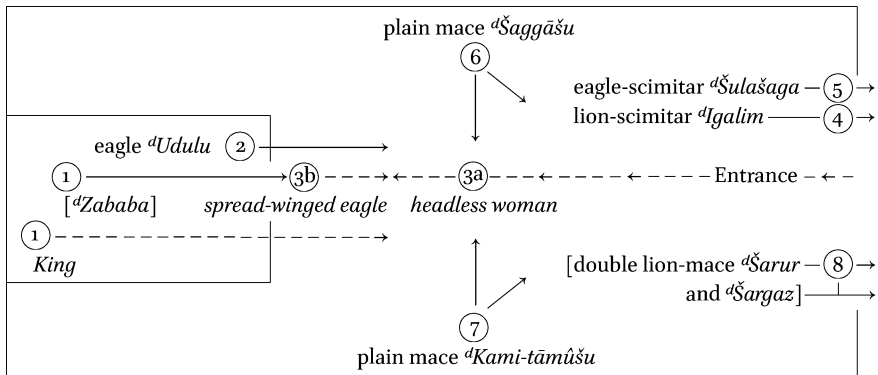 plain mace ᵈŠaggāšu
6
eagle-scimitar ᵈŠulašaga 5
lion-scimitar ᵈIgalim 4
eagle ᵈUdulu 2
1 3b 3a Entrance
[ᵈZababa] spread-winged eagle headless woman
1
King
[double lion-mace ᵈŠarur 8
and ᵈŠargaz]
7
plain mace ᵈKami-tāmûšu